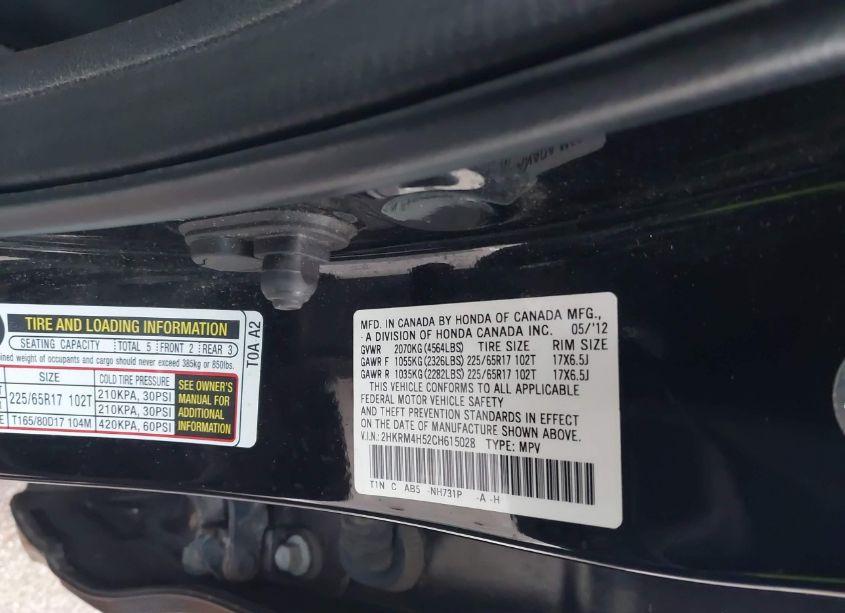 TIRE AND LOADING INFORMATION
SEATING CAPACITY TOTAL 5 FRONT 2 REAR 3
ined weight of occupants and cargo should never exceed 385kg or 850lbs.
SIZE COLD TIRE PRESSURE
225/65R17 102T 210KPA, 30PSI
210KPA, 30PSI
T165/80D17 104M 420KPA, 60PSI
SEE OWNER'S
MANUAL FOR
ADDITIONAL
INFORMATION
T0A A2
MFD. IN CANADA BY HONDA OF CANADA MFG.,
A DIVISION OF HONDA CANADA INC. 05/'12
GVWR 2070KG(4564LBS) TIRE SIZE RIM SIZE
GAWR F 1055KG(2326LBS) 225/65R17 102T 17X6.5J
GAWR R 1035KG(2282LBS) 225/65R17 102T 17X6.5J
THIS VEHICLE CONFORMS TO ALL APPLICABLE
FEDERAL MOTOR VEHICLE SAFETY
AND THEFT PREVENTION STANDARDS IN EFFECT
ON THE DATE OF MANUFACTURE SHOWN ABOVE.
V.I.N.: 2HKRM4H52CH615028 TYPE: MPV
T1N C AB5 -NH731P -A -H